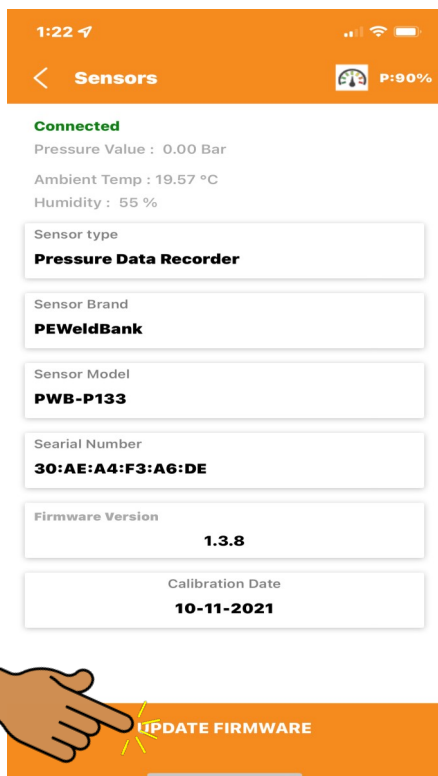 1:22
Sensors
P:90%
Connected
Pressure Value : 0.00 Bar
Ambient Temp : 19.57 °C
Humidity : 55 %
Sensor type
Pressure Data Recorder
Sensor Brand
PEWeldBank
Sensor Model
PWB-P133
Searial Number
30:AE:A4:F3:A6:DE
Firmware Version
1.3.8
Calibration Date
10-11-2021
UPDATE FIRMWARE